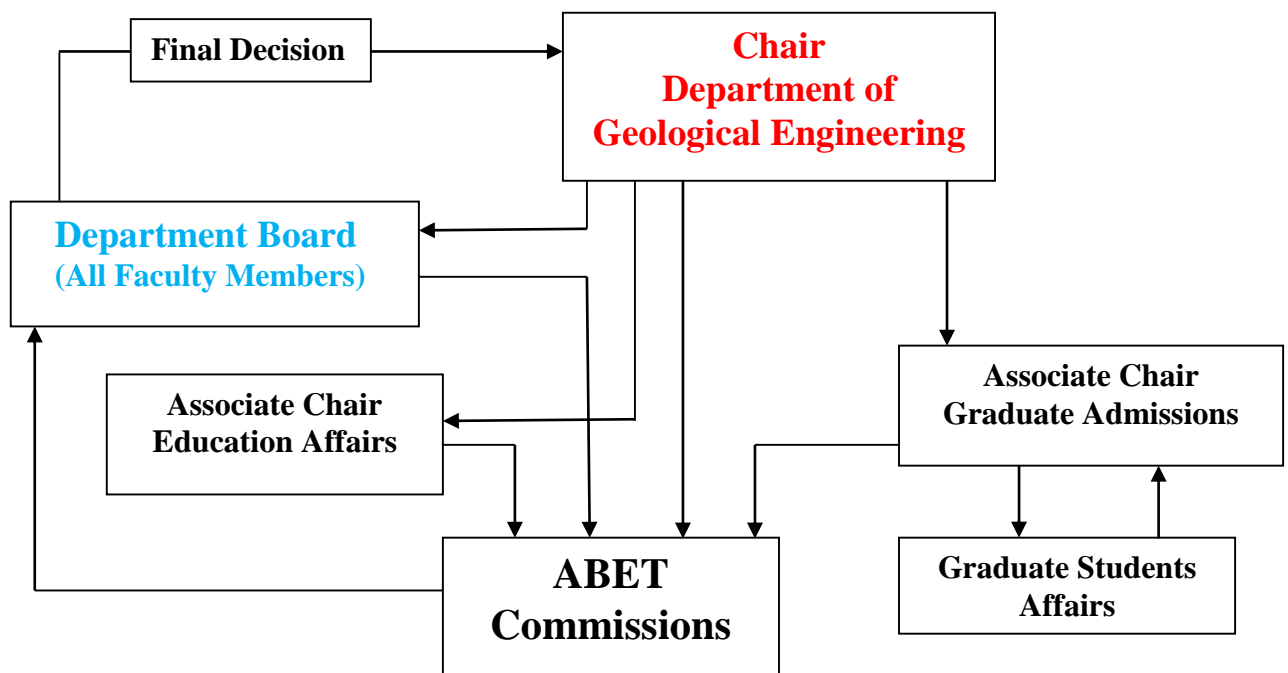 Final Decision
Chair
Department of
Geological Engineering
Department Board
(All Faculty Members)
Associate Chair
Education Affairs
Associate Chair
Graduate Admissions
ABET
Commissions
Graduate Students
Affairs